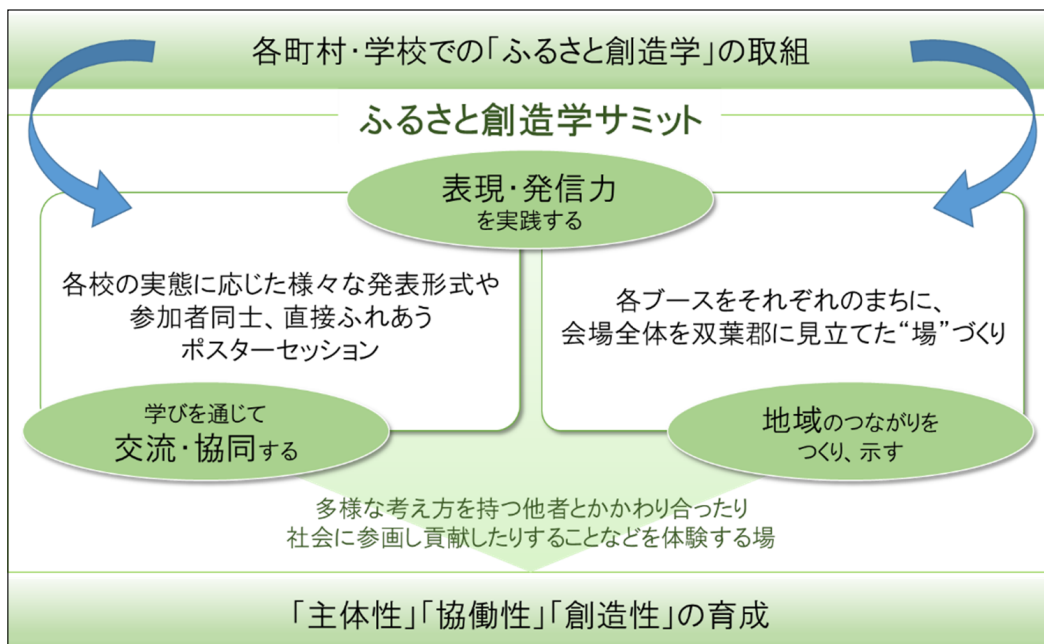 各町村・学校での「ふるさと創造学」の取組
ふるさと創造学サミット
表現・発信力
を実践する
各校の実態に応じた様々な発表形式や
参加者同士、直接ふれあう
ポスターセッション
各ブースをそれぞれのまちに、
会場全体を双葉郡に見立てた“場”づくり
学びを通じて
交流・協同する
地域のつながりを
つくり、示す
多様な考え方を持つ他者とかかわり合ったり
社会に参画し貢献したりすることなどを体験する場
「主体性」「協働性」「創造性」の育成